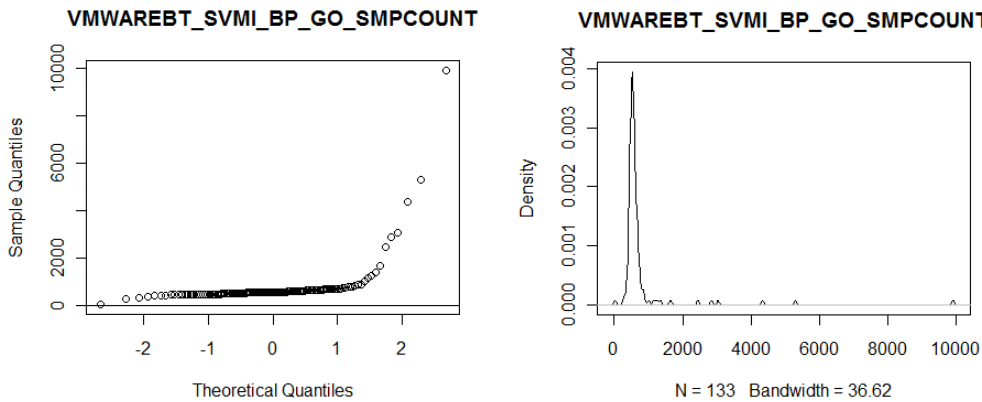 VMWAREBT_SVMI_BP_GO_SMPCOUNT
Sample Quantiles
10000
6000
2000
0
-2 -1 0 1 2
Theoretical Quantiles
VMWAREBT_SVMI_BP_GO_SMPCOUNT
Density
0.004
0.003
0.002
0.001
0.000
0 2000 4000 6000 8000 10000
N = 133 Bandwidth = 36.62